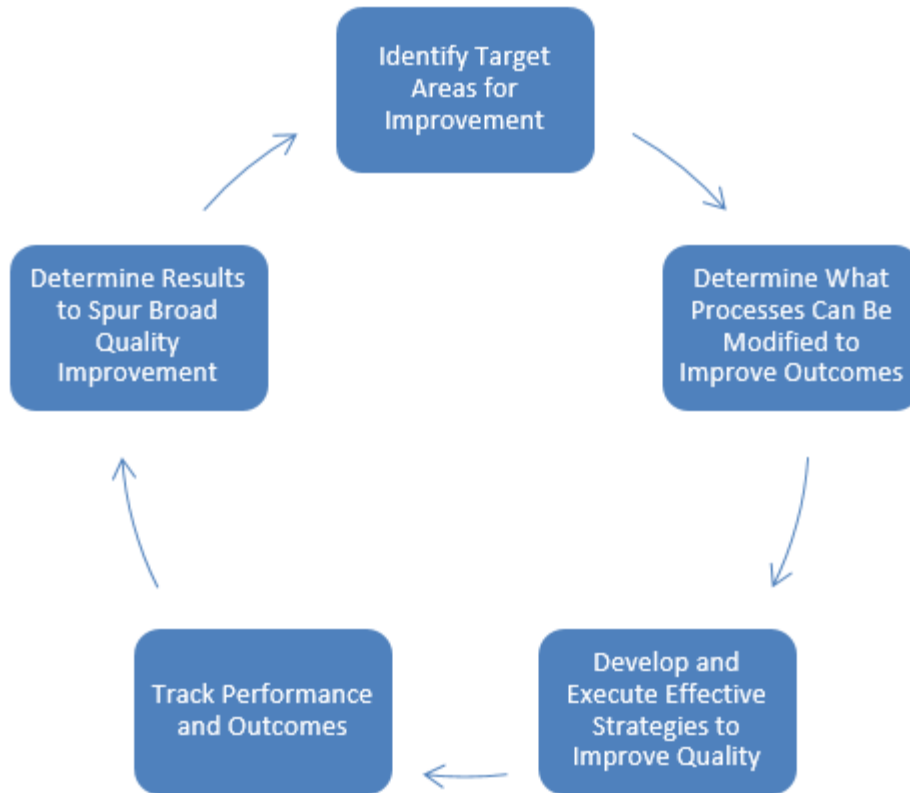 Identify Target
Areas for
Improvement
Determine What
Processes Can Be
Modified to
Improve Outcomes
Develop and
Execute Effective
Strategies to
Improve Quality
Track Performance
and Outcomes
Determine Results
to Spur Broad
Quality
Improvement